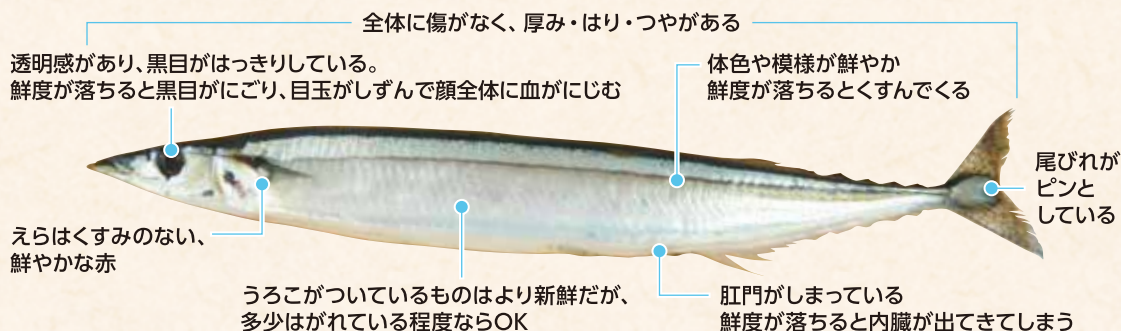 全体に傷がなく、厚み・はり・つやがある
透明感があり、黒目がはっきりしている。
鮮度が落ちると黒目がにごり、目玉がしずんで顔全体に血がにじむ
体色や模様が鮮やか
鮮度が落ちるとくすんでくる
尾びれが
ピンと
している
えらはくすみのない、
鮮やかな赤
うろこがついているものはより新鮮だが、
多少はがれている程度ならOK
肛門がしまっている
鮮度が落ちると内臓が出てきてしまう